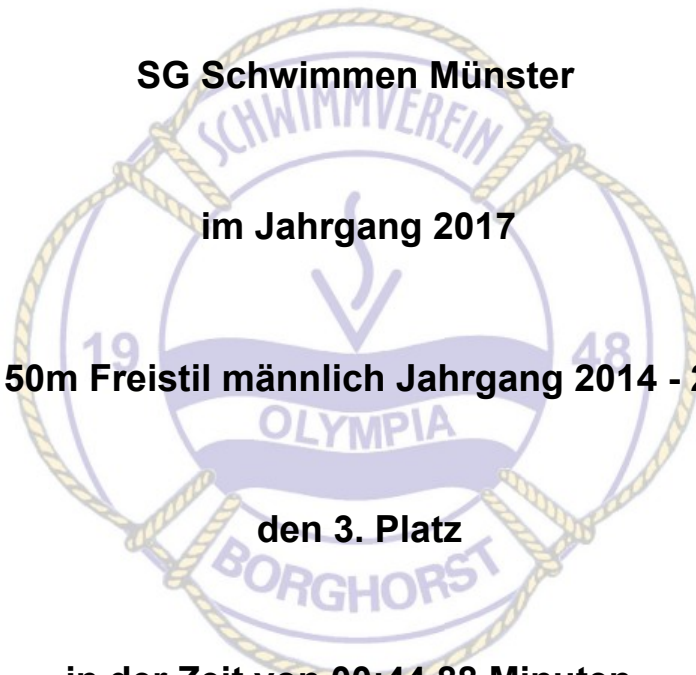 SG Schwimmen Münster
SCHWIMMVEREIN
im Jahrgang 2017
19 48
50m Freistil männlich Jahrgang 2014 -
OLYMPIA
den 3. Platz
BORGHORST
in der Zeit von 00:44,88 Minuten